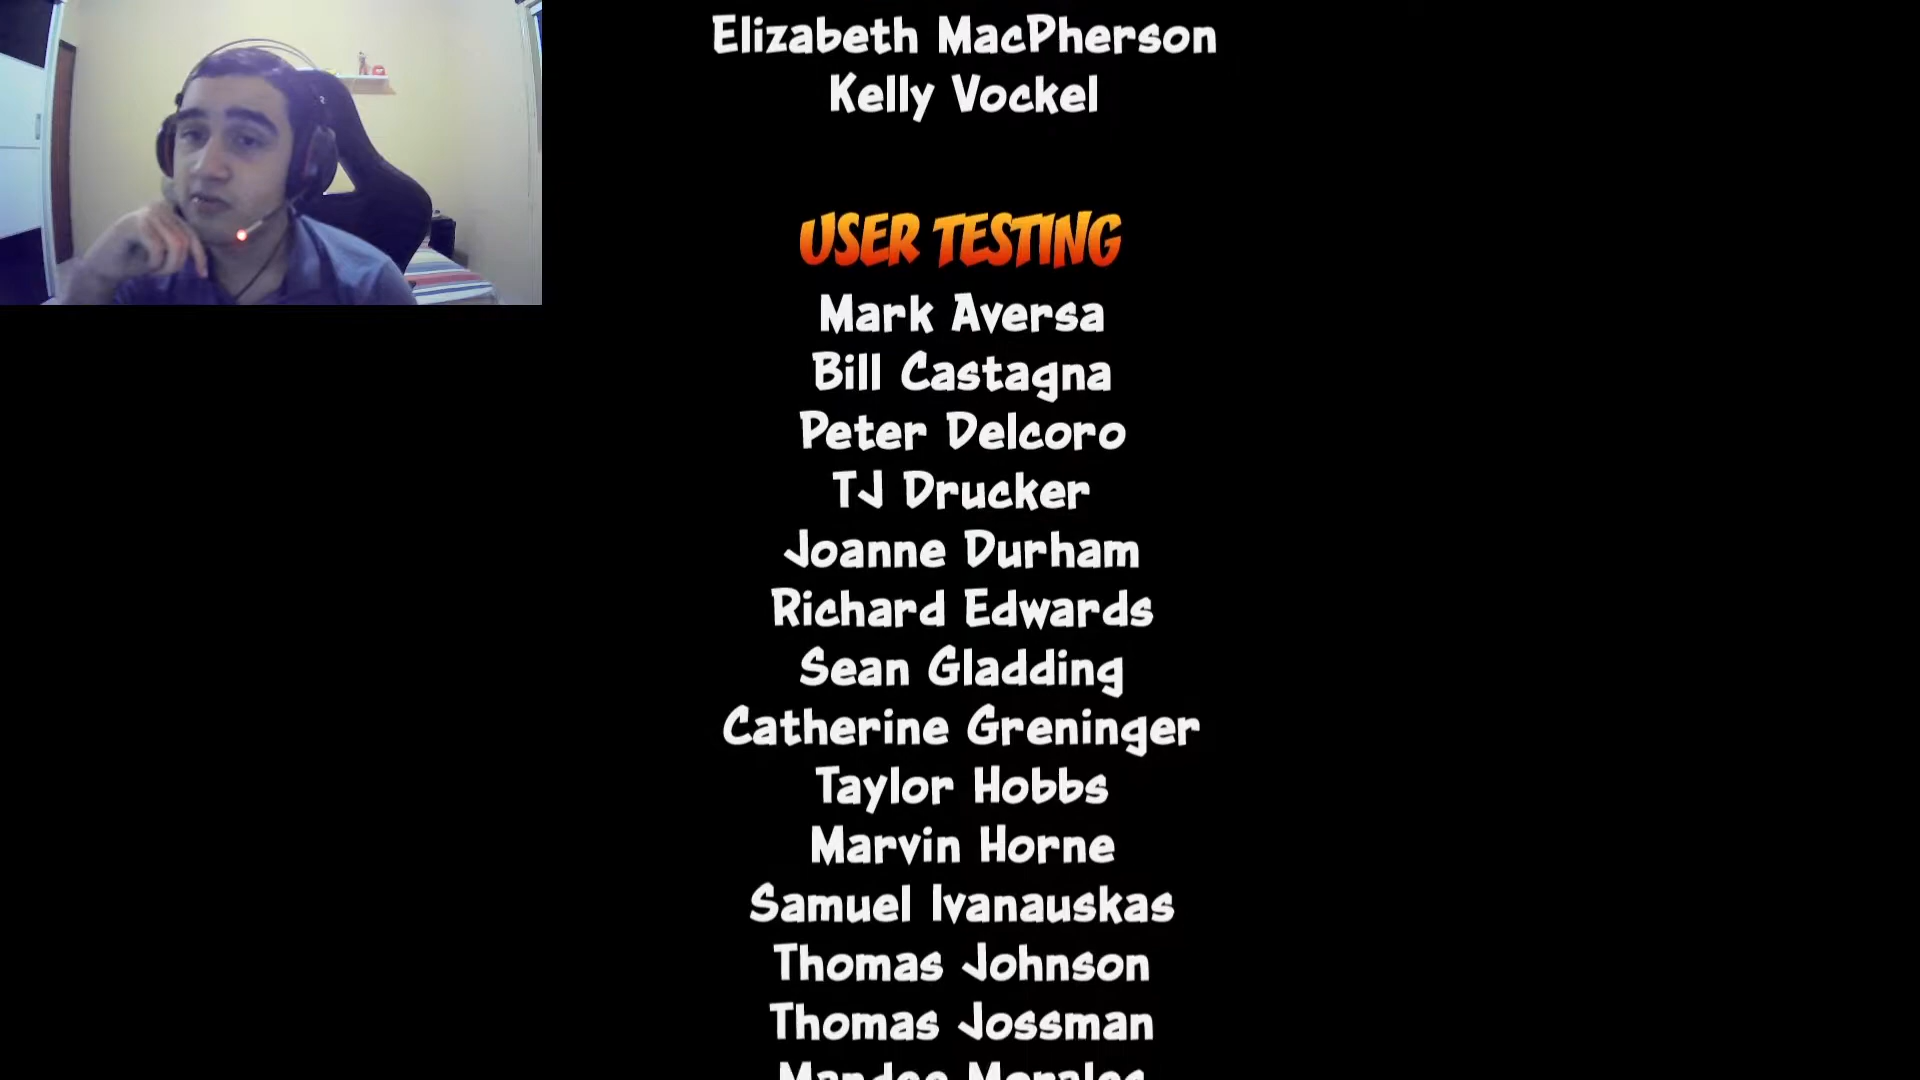 Elizabeth MacPherson
Kelly Vockel
USER TESTING
Mark Aversa
Bill Castagna
Peter Delcoro
TJ Drucker
Joanne Durham
Richard Edwards
Sean Gladding
Catherine Greninger
Taylor Hobbs
Marvin Horne
Samuel Ivanauskas
Thomas Johnson
Thomas Jossman